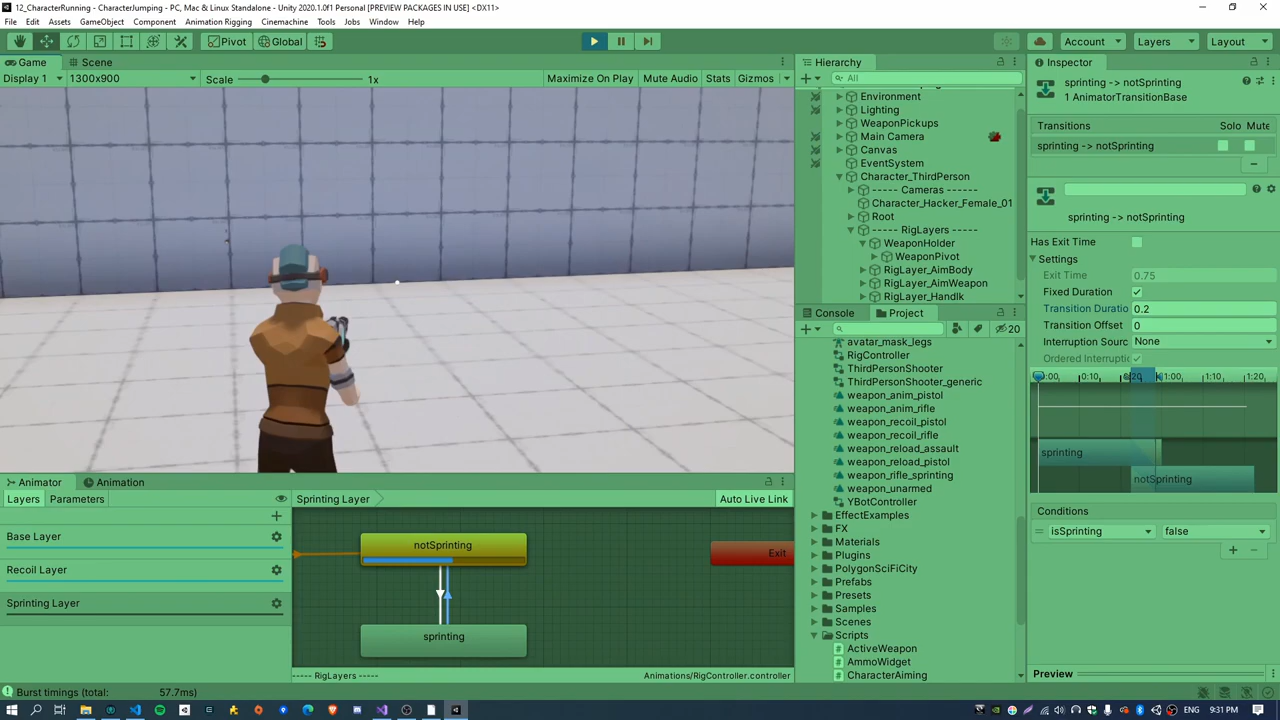 12_CharacterRunning - CharacterJumping - PC, Mac & Linux Standalone - Unity 2020.1.0f1 Personal [PREVIEW PACKAGES IN USE] <DX11>
File Edit Assets GameObject Component Animation Rigging Cinemachine Tools Jobs Window Help
Pivot Global Account Layers Layout
Game Scene
Display 1 1300x900 Scale 1x Maximize On Play Mute Audio Stats Gizmos
Hierarchy
All
Environment
Lighting
WeaponPickups
Main Camera
Canvas
EventSystem
Character_ThirdPerson
----- Cameras ------
Character_Hacker_Female_01
Root
----- RigLayers -----
WeaponHolder
WeaponPivot
RigLayer_AimBody
RigLayer_AimWeapon
RigLayer_HandIk
Console Project
20
avatar_mask_legs
RigController
ThirdPersonShooter
ThirdPersonShooter_generic
weapon_anim_pistol
weapon_anim_rifle
weapon_recoil_pistol
weapon_recoil_rifle
weapon_reload_assault
weapon_reload_pistol
weapon_rifle_sprinting
weapon_unarmed
YBotController
EffectExamples
FX
Materials
Plugins
PolygonSciFiCity
Prefabs
Presets
Samples
Scenes
Scripts
ActiveWeapon
AmmoWidget
CharacterAiming
Inspector
sprinting -> notSprinting
1 AnimatorTransitionBase
Transitions Solo Mute
sprinting -> notSprinting
sprinting -> notSprinting
Has Exit Time
Settings
Exit Time 0.75
Fixed Duration
Transition Duratio 0.2
Transition Offset 0
Interruption Sourc None
Ordered Interrupti
0:00 0:10 0:20 1:00 1:10 1:20
sprinting
notSprinting
Conditions
isSprinting false
Preview
Animator Animation
Layers Parameters Sprinting Layer Auto Live Link
Base Layer
Recoil Layer
Sprinting Layer
notSprinting
Exit
sprinting
----- RigLayers ----- Animations/RigController.controller
Burst timings (total: 57.7ms)
9:31 PM